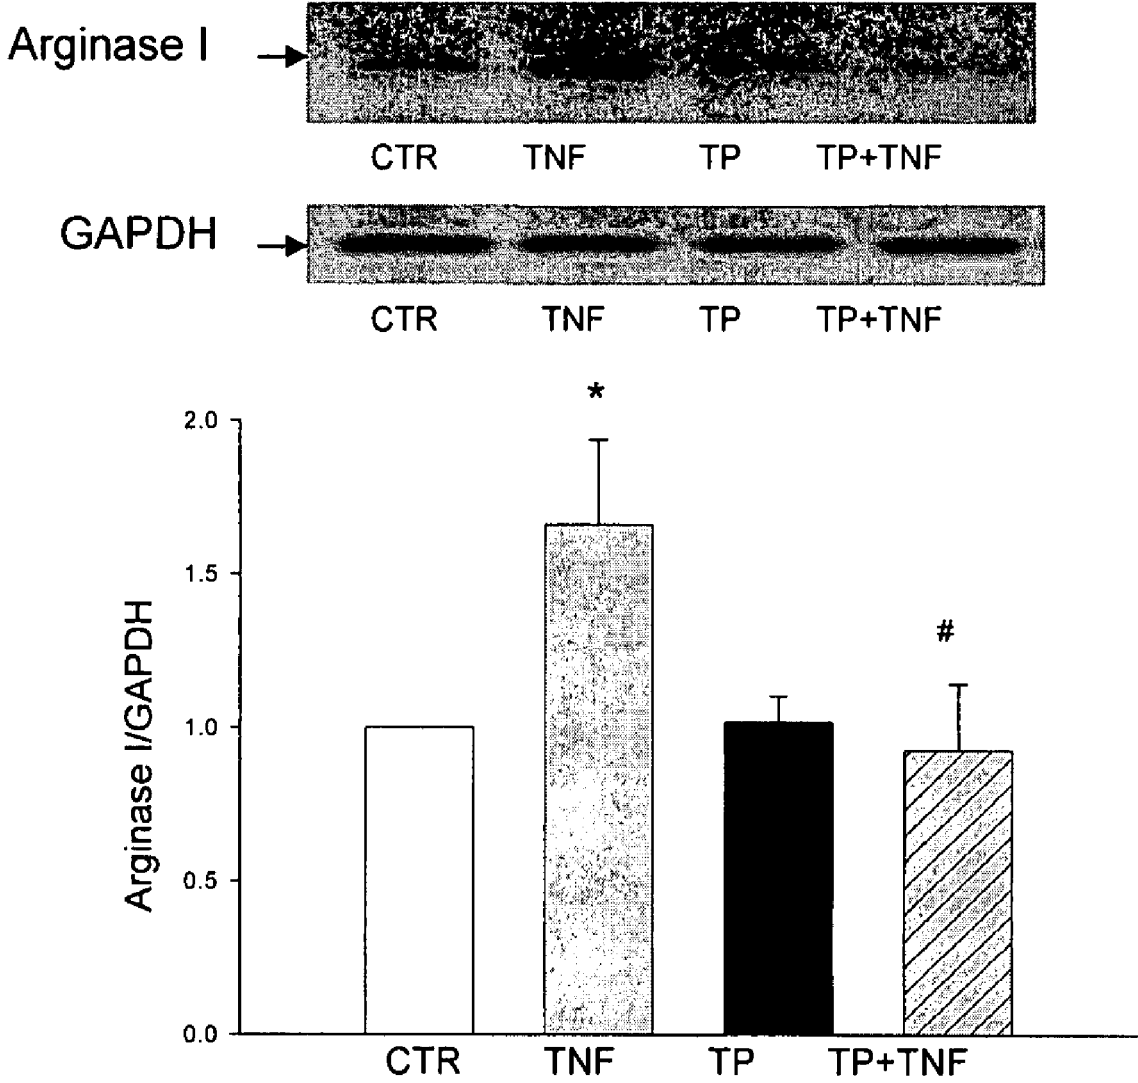 Arginase I
CTR TNF TP TP+TNF
GAPDH
CTR TNF TP TP+TNF
*
2.0
1.5
#
1.0
0.5
0.0
Arginase I/GAPDH
CTR TNF TP TP+TNF